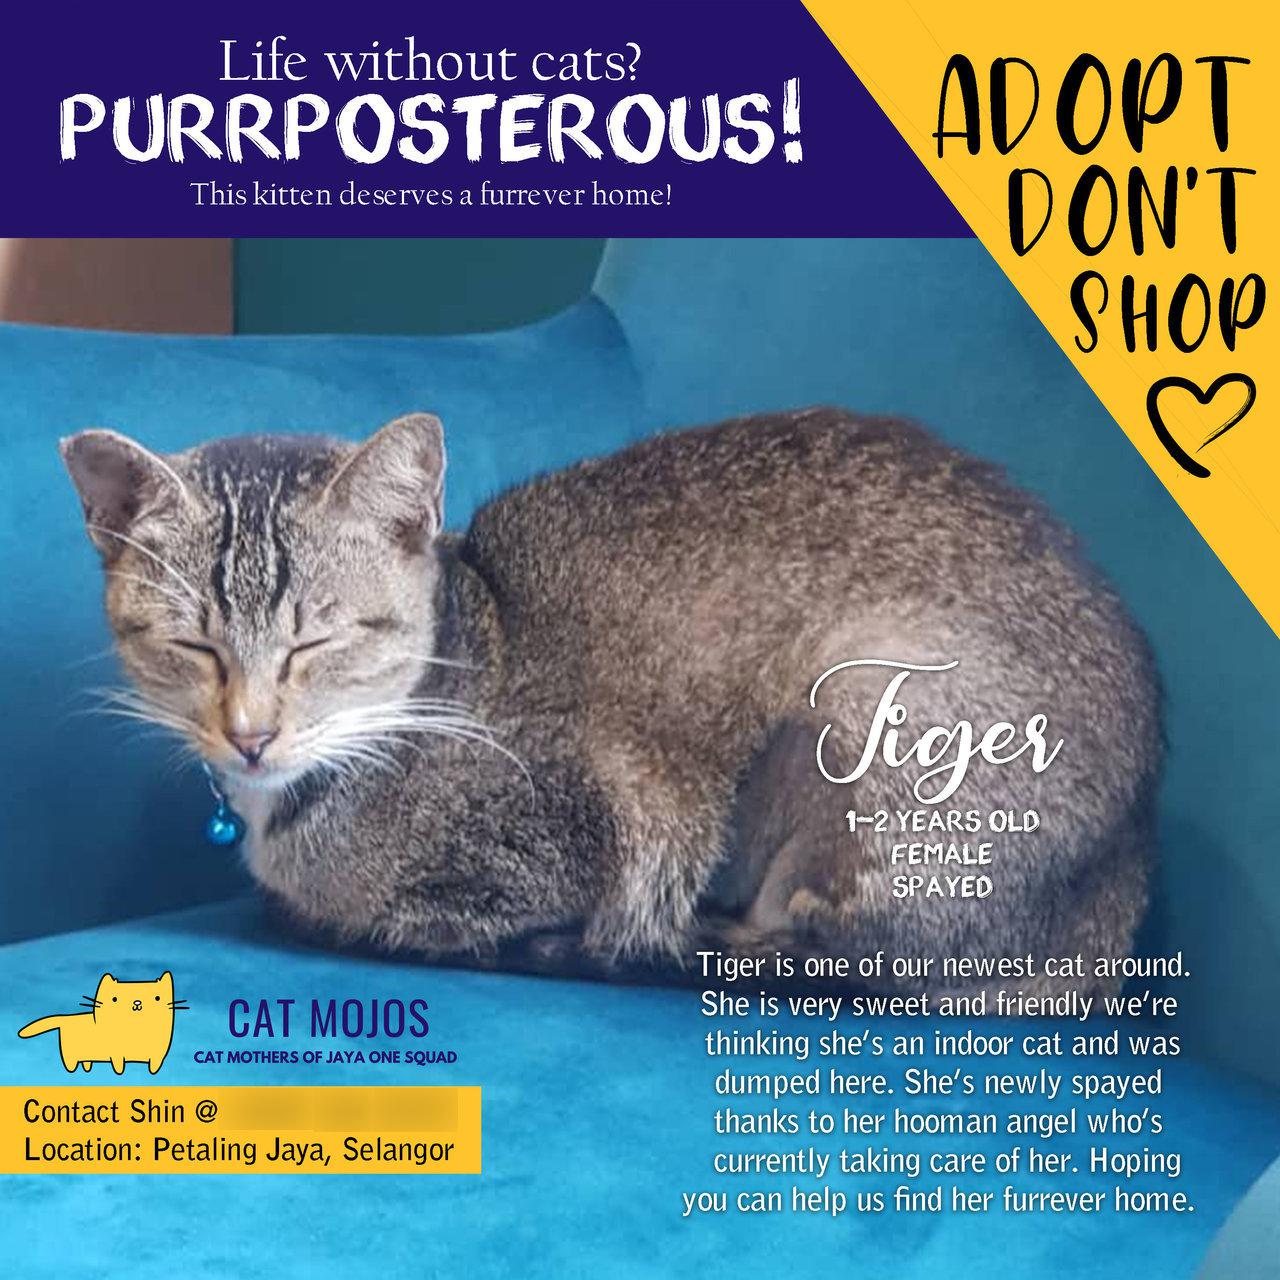 Life without cats?
PURRPOSTEROUS!
This kitten deserves a furrever home!
ADOPT
DON'T
SHOP
Tiger
1-2 YEARS OLD
FEMALE
SPAYED
Tiger is one of our newest cat around.
She is very sweet and friendly we're
thinking she's an indoor cat and was
dumped here. She's newly spayed
thanks to her hooman angel who's
currently taking care of her. Hoping
you can help us find her furrever home.
CAT MOJOS
CAT MOTHERS OF JAYA ONE SQUAD
Contact Shin @
Location: Petaling Jaya, Selangor